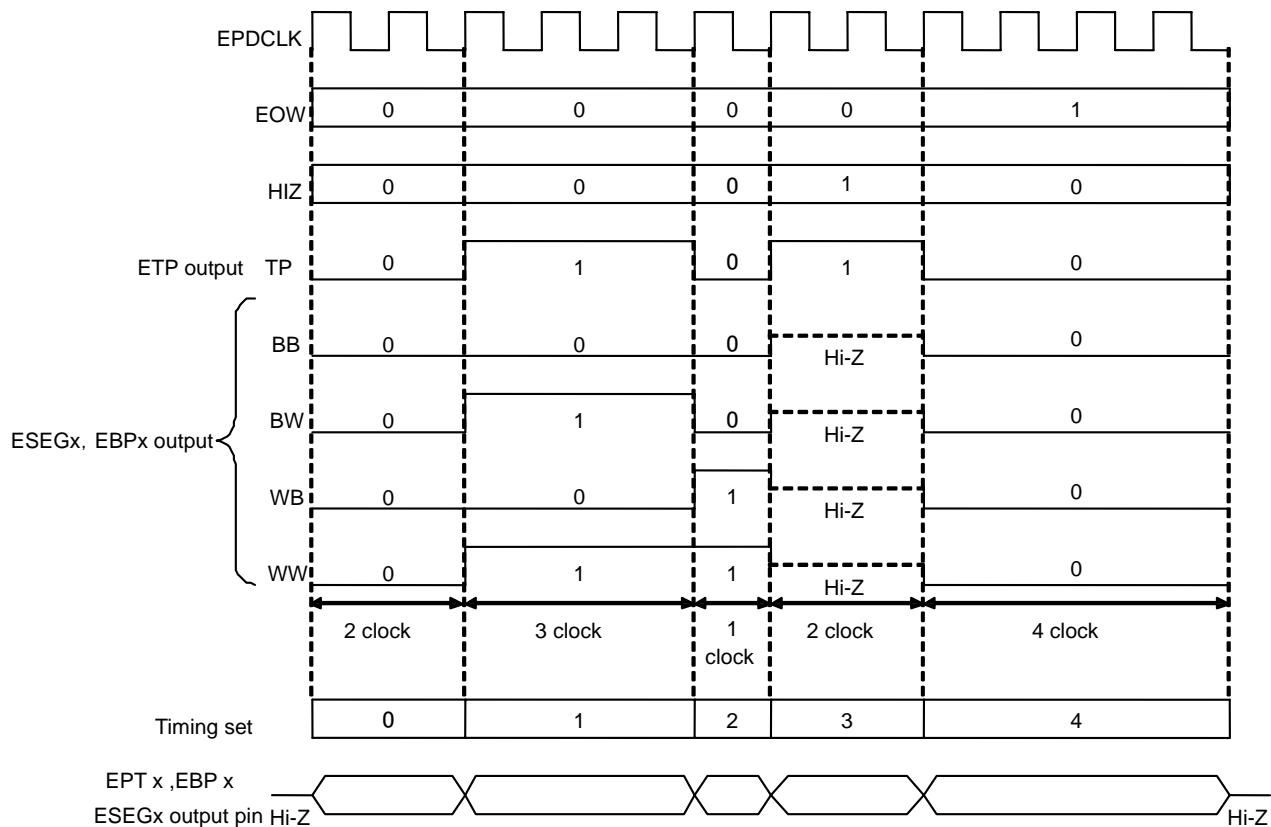 EPDCLK
EOW 0 0 0 0 1
HIZ 0 0 0 1 0
ETP output TP 0 1 0 1 0
BB 0 0 0 Hi-Z 0
BW 0 1 0 Hi-Z 0
ESEGx, EBPx output
WB 0 0 1 Hi-Z 0
WW 0 1 1 Hi-Z 0
2 clock 3 clock 1 clock 2 clock 4 clock
Timing set 0 1 2 3 4
EPT x ,EBP x
ESEGx output pin Hi-Z Hi-Z